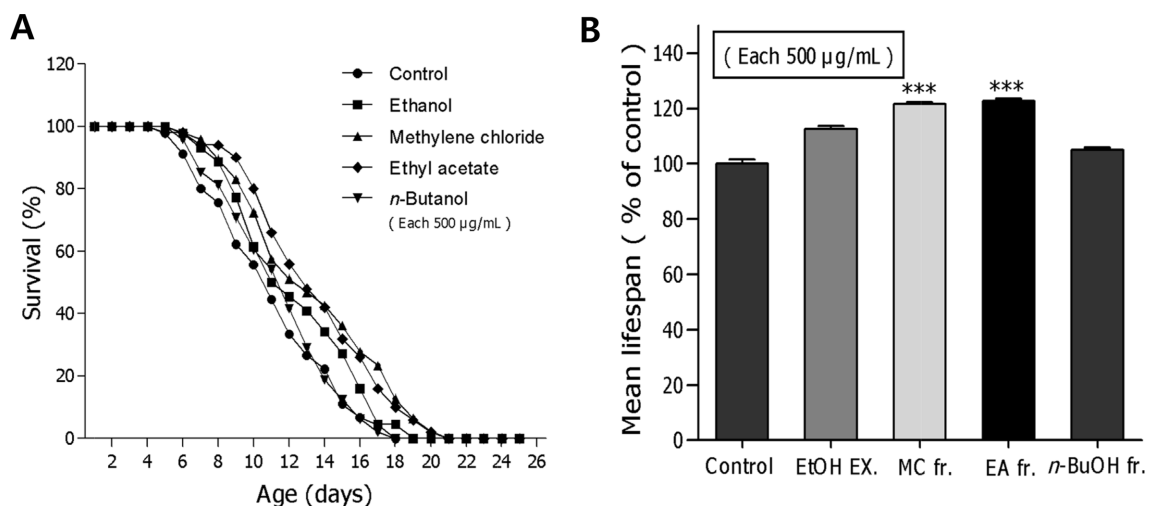 A
120
100
80
60
40
20
0
Survival (%)
2 4 6 8 10 12 14 16 18 20 22 24 26
Age (days)
Control
Ethanol
Methylene chloride
Ethyl acetate
n-Butanol
( Each 500 µg/mL )
B
140
120
100
80
60
40
20
0
Mean lifespan ( % of control )
( Each 500 µg/mL )
*** ***
Control EtOH EX. MC fr. EA fr. n-BuOH fr.